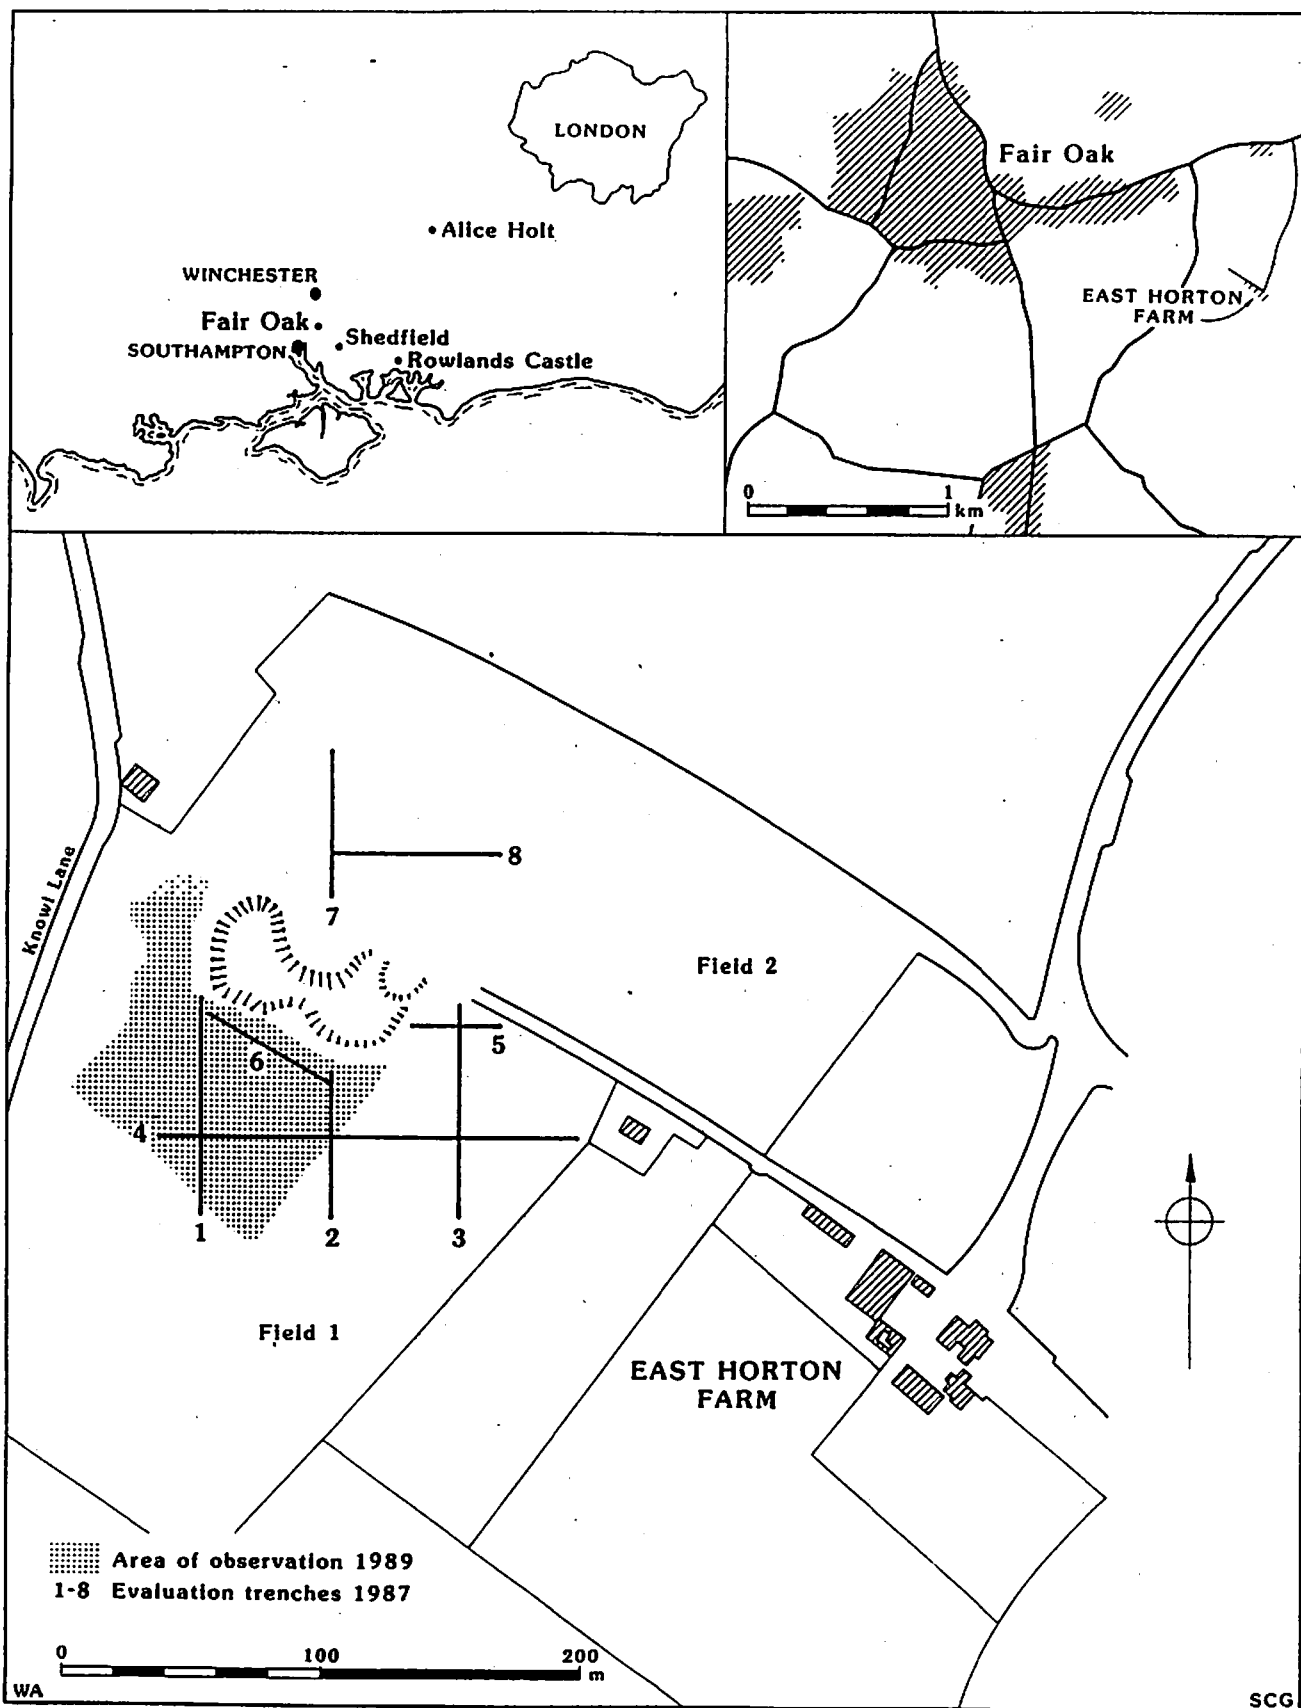 LONDON
Alice Holt
WINCHESTER
Fair Oak
Shedfield
SOUTHAMPTON
Rowlands Castle
Fair Oak
EAST HORTON
FARM
0 1
km
Knowl Lane
8
7
Field 2
5
6
4
1 2 3
Field 1
EAST HORTON
FARM
Area of observation 1989
1-8 Evaluation trenches 1987
0 100 200
m
WA
SCG